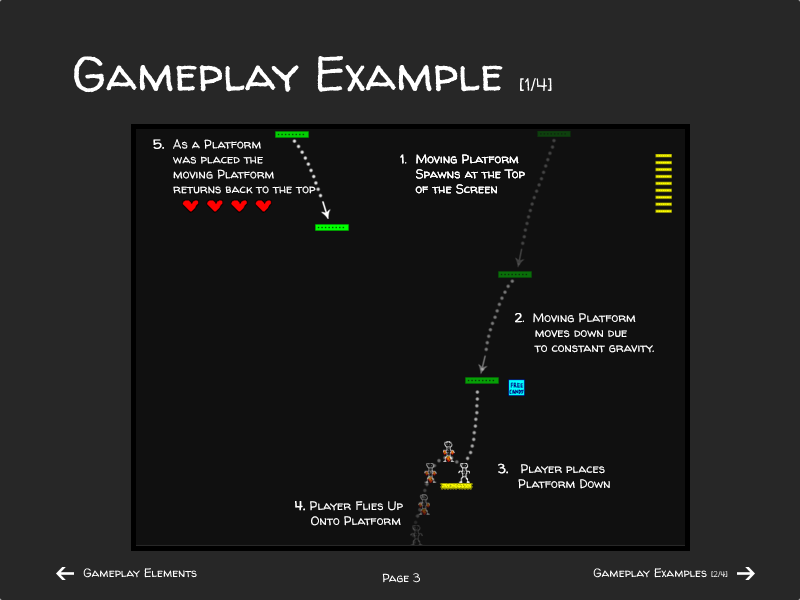 Gameplay Example [1/4]
5. As a Platform
was placed the
moving Platform
returns back to the top
1. Moving Platform
Spawns at the Top
of the Screen
2. Moving Platform
moves down due
to constant gravity.
FREE
CANDY
3. Player places
Platform Down
4. Player Flies Up
Onto Platform
Gameplay Elements
Page 3
Gameplay Examples [2/4]